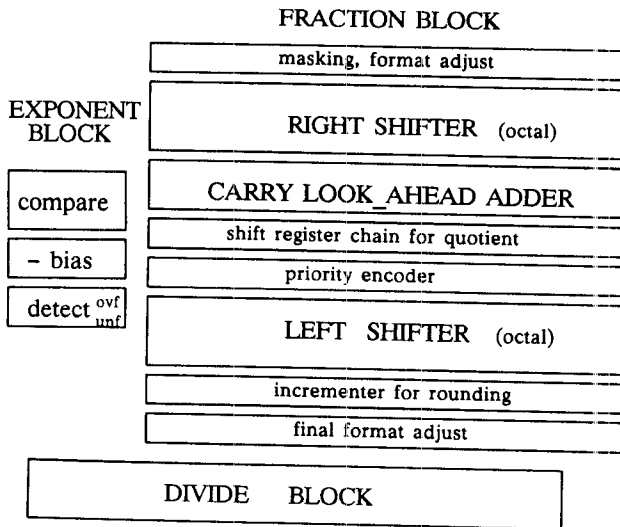 FRACTION BLOCK
masking, format adjust
RIGHT SHIFTER (octal)
CARRY LOOK_AHEAD ADDER
shift register chain for quotient
priority encoder
LEFT SHIFTER (octal)
incrementer for rounding
final format adjust
EXPONENT
BLOCK
compare
– bias
detect ovf
unf
DIVIDE BLOCK